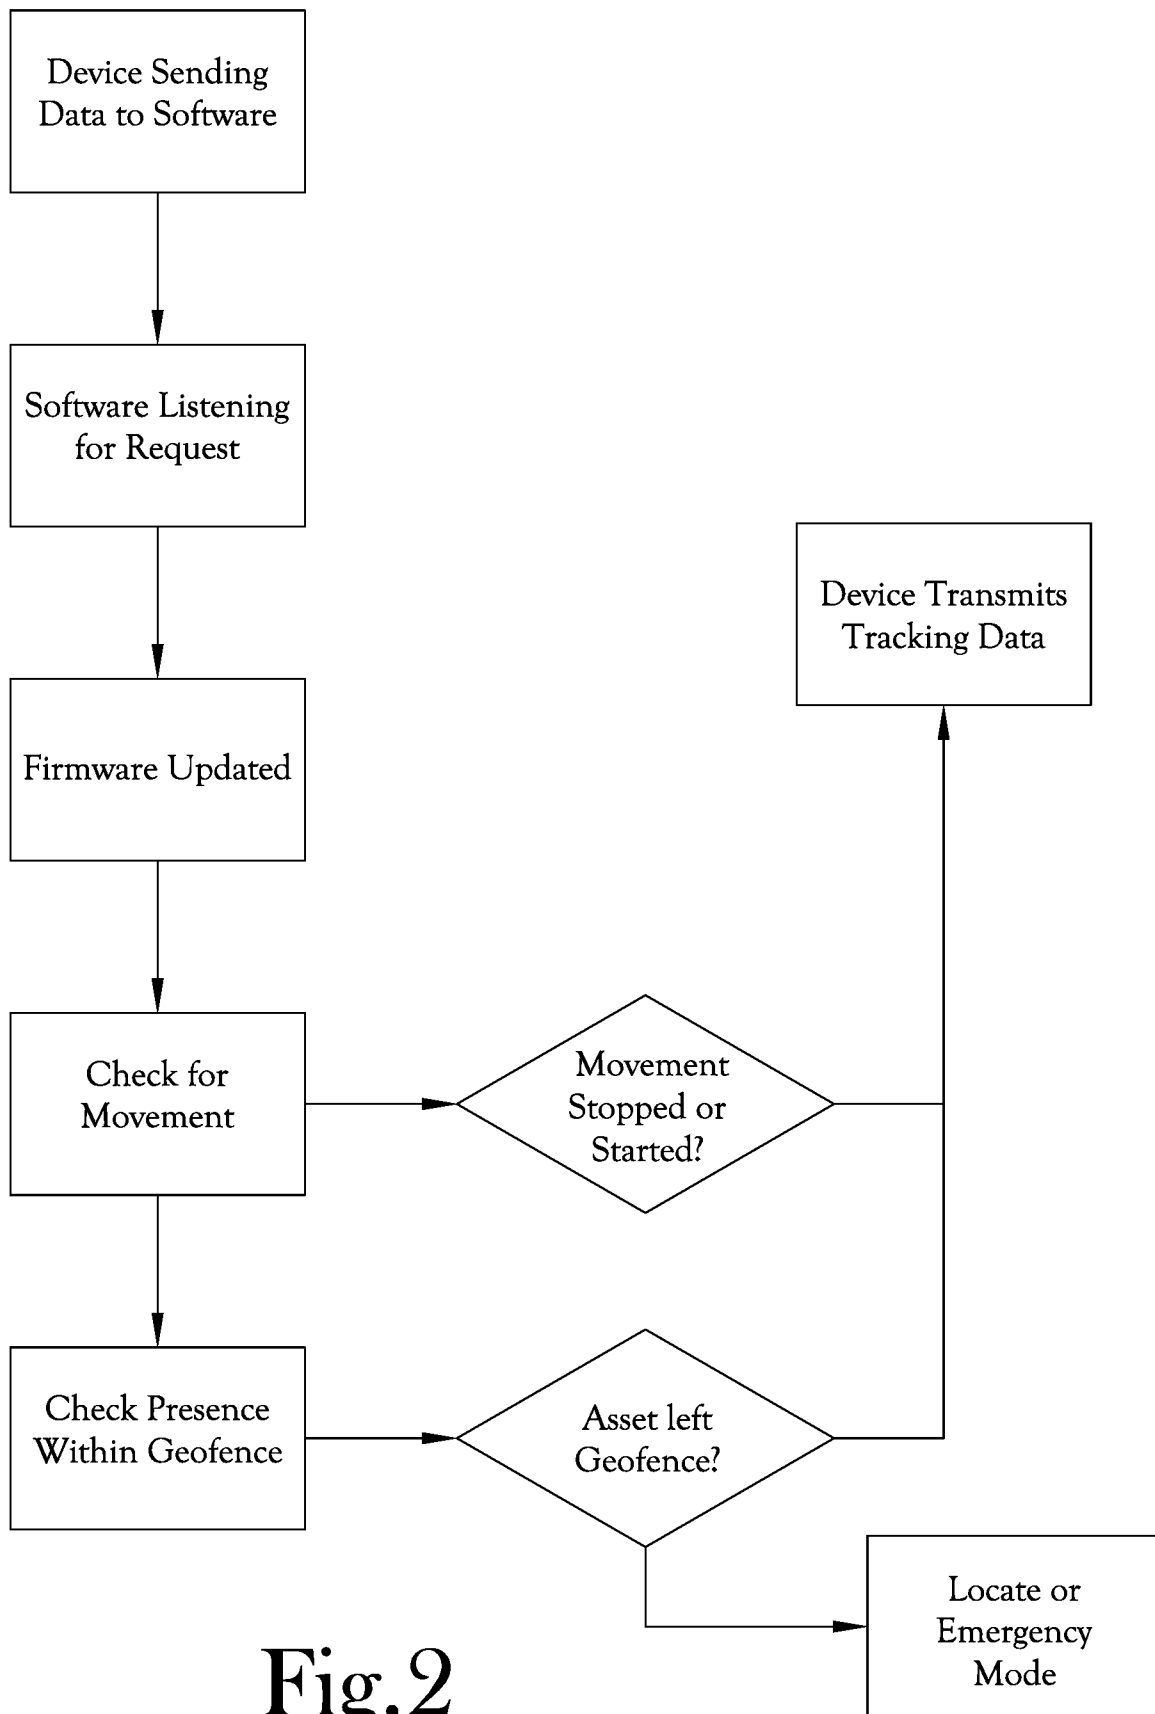 Device Sending
Data to Software
Software Listening
for Request
Device Transmits
Tracking Data
Firmware Updated
Check for
Movement
Movement
Stopped or
Started?
Check Presence
Within Geofence
Asset left
Geofence?
Locate or
Emergency
Mode
Fig.2